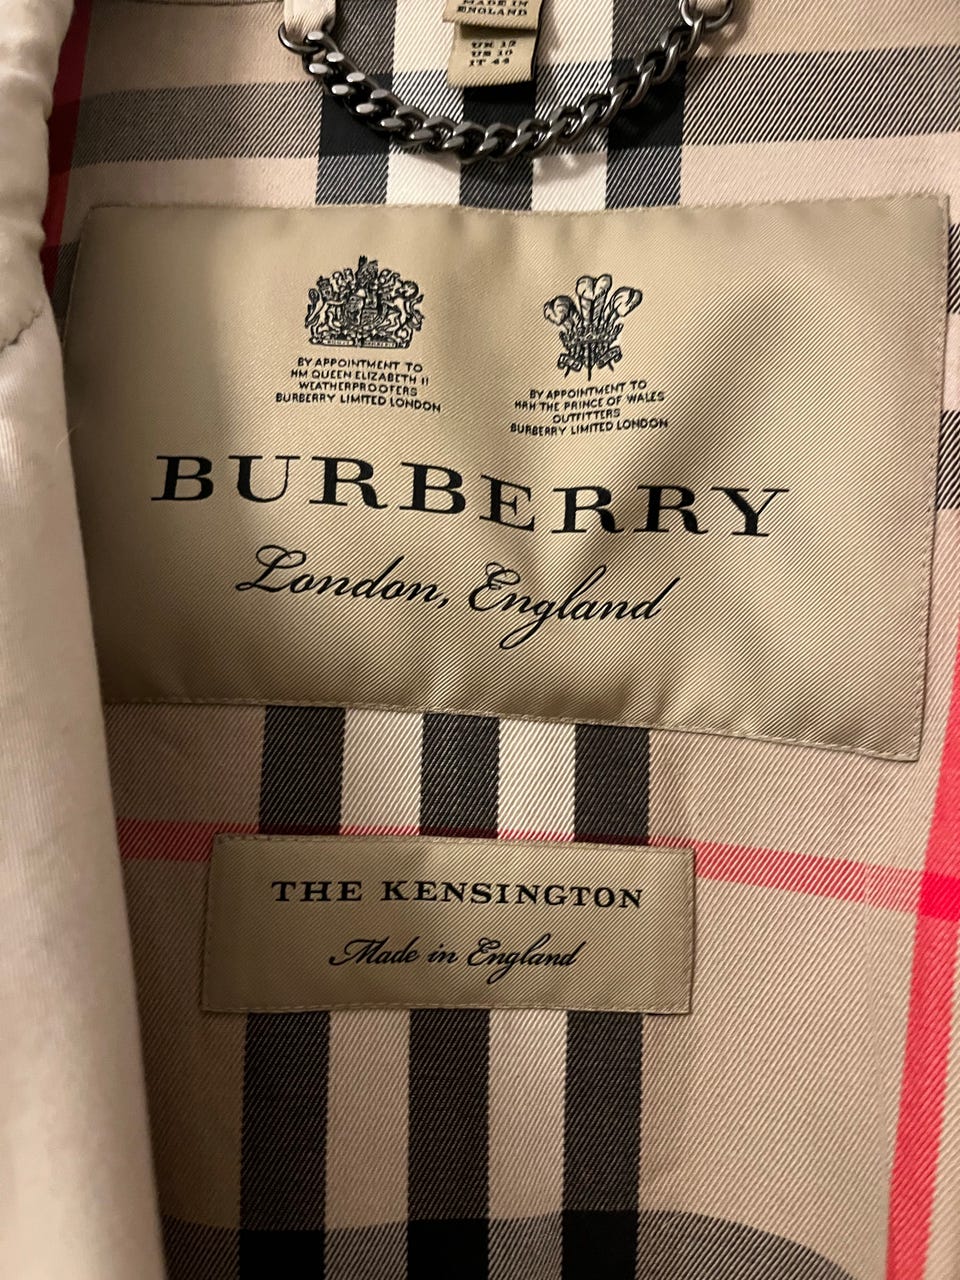 MADE IN
ENGLAND
UK 12
US 10
IT 44
BY APPOINTMENT TO
HM QUEEN ELIZABETH II
WEATHERPROOFERS
BURBERRY LIMITED LONDON
BY APPOINTMENT TO
HRH THE PRINCE OF WALES
OUTFITTERS
BURBERRY LIMITED LONDON
BURBERRY
London, England
THE KENSINGTON
Made in England